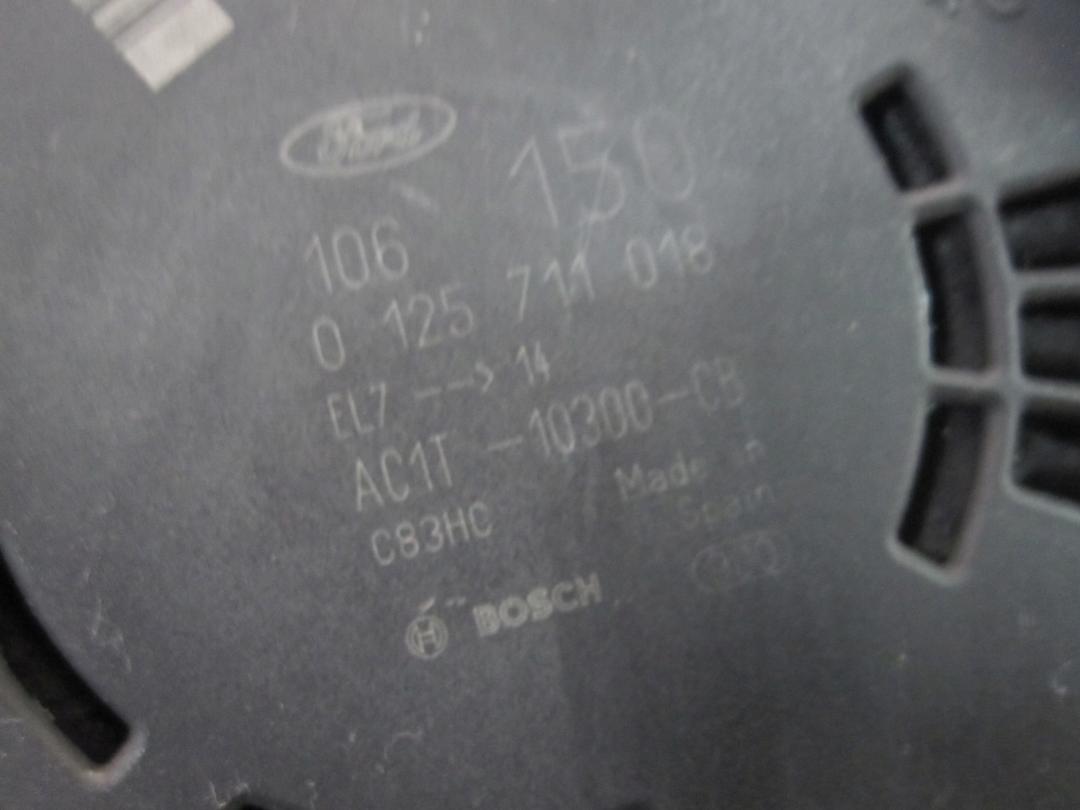 Ford
150
106
0 125 711 018
EL7 --> 14
AC1T -10300-CB
C83HC
Made in
Spain
BOSCH